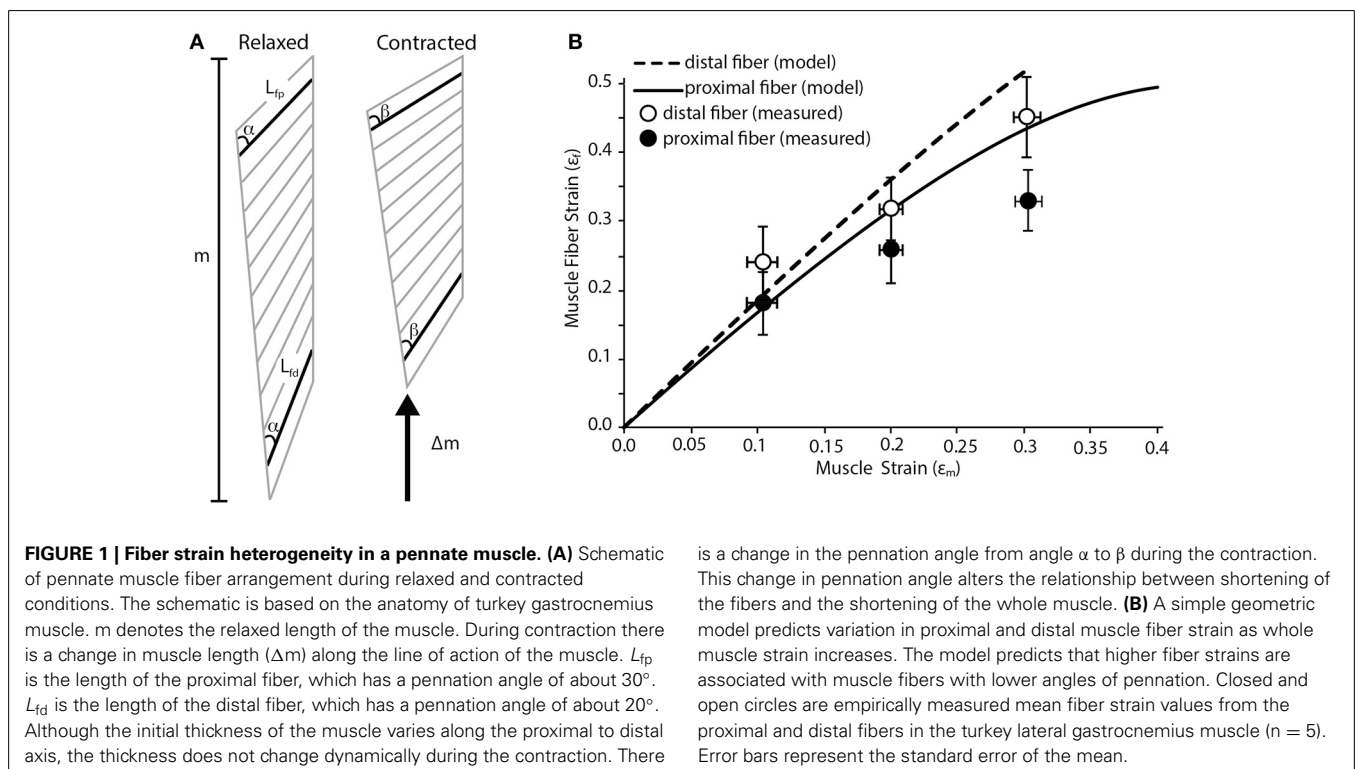 A
Relaxed
Contracted
m
α
L_fp
α
L_fd
β
β
Δm
B
distal fiber (model)
proximal fiber (model)
distal fiber (measured)
proximal fiber (measured)
Muscle Fiber Strain (ε_f)
0.5
0.4
0.3
0.2
0.1
0.0
0.0 0.05 0.1 0.15 0.2 0.25 0.3 0.35 0.4
Muscle Strain (ε_m)
FIGURE 1 | Fiber strain heterogeneity in a pennate muscle. (A) Schematic
of pennate muscle fiber arrangement during relaxed and contracted
conditions. The schematic is based on the anatomy of turkey gastrocnemius
muscle. m denotes the relaxed length of the muscle. During contraction there
is a change in muscle length (Δm) along the line of action of the muscle. L_fp
is the length of the proximal fiber, which has a pennation angle of about 30°.
L_fd is the length of the distal fiber, which has a pennation angle of about 20°.
Although the initial thickness of the muscle varies along the proximal to distal
axis, the thickness does not change dynamically during the contraction. There
is a change in the pennation angle from angle α to β during the contraction.
This change in pennation angle alters the relationship between shortening of
the fibers and the shortening of the whole muscle. (B) A simple geometric
model predicts variation in proximal and distal muscle fiber strain as whole
muscle strain increases. The model predicts that higher fiber strains are
associated with muscle fibers with lower angles of pennation. Closed and
open circles are empirically measured mean fiber strain values from the
proximal and distal fibers in the turkey lateral gastrocnemius muscle (n = 5).
Error bars represent the standard error of the mean.